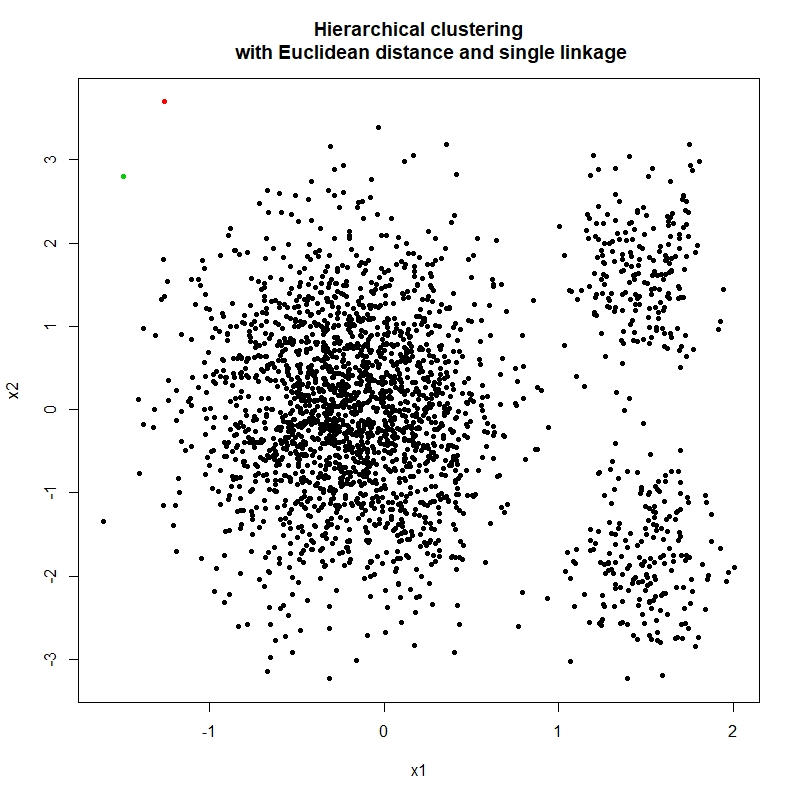 Hierarchical clustering
with Euclidean distance and single linkage
3
2
1
0
-1
-2
-3
x2
-1 0 1 2
x1